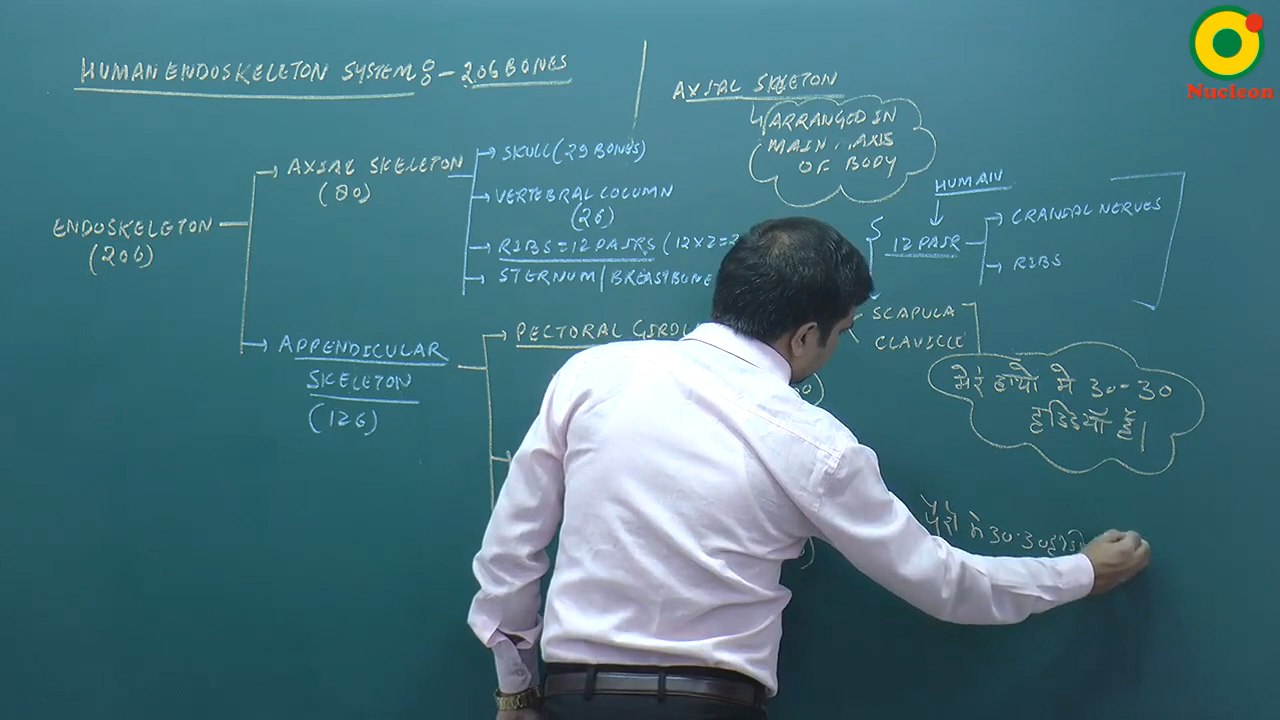 HUMAN ENDOSKELETON SYSTEM :- 206 BONES
ENDOSKELETON
(206)
AXIAL SKELETON
(80)
SKULL (29 BONES)
VERTEBRAL COLUMN
(26)
RIBS = 12 PAIRS (12X2=2
STERNUM/BREASTBONE
APPENDICULAR
SKELETON
(126)
PECTORAL GIRDL
SCAPULA
CLAVICLE
AXIAL SKELETON
ARRANGED IN
MAIN AXIS
OF BODY
HUMAN
12 PAIR
CRANIAL NERVES
RIBS
मेरे हाथो मे 30-30
हड्डियाँ हैं।
पैरो मे 30-30
Nucleon